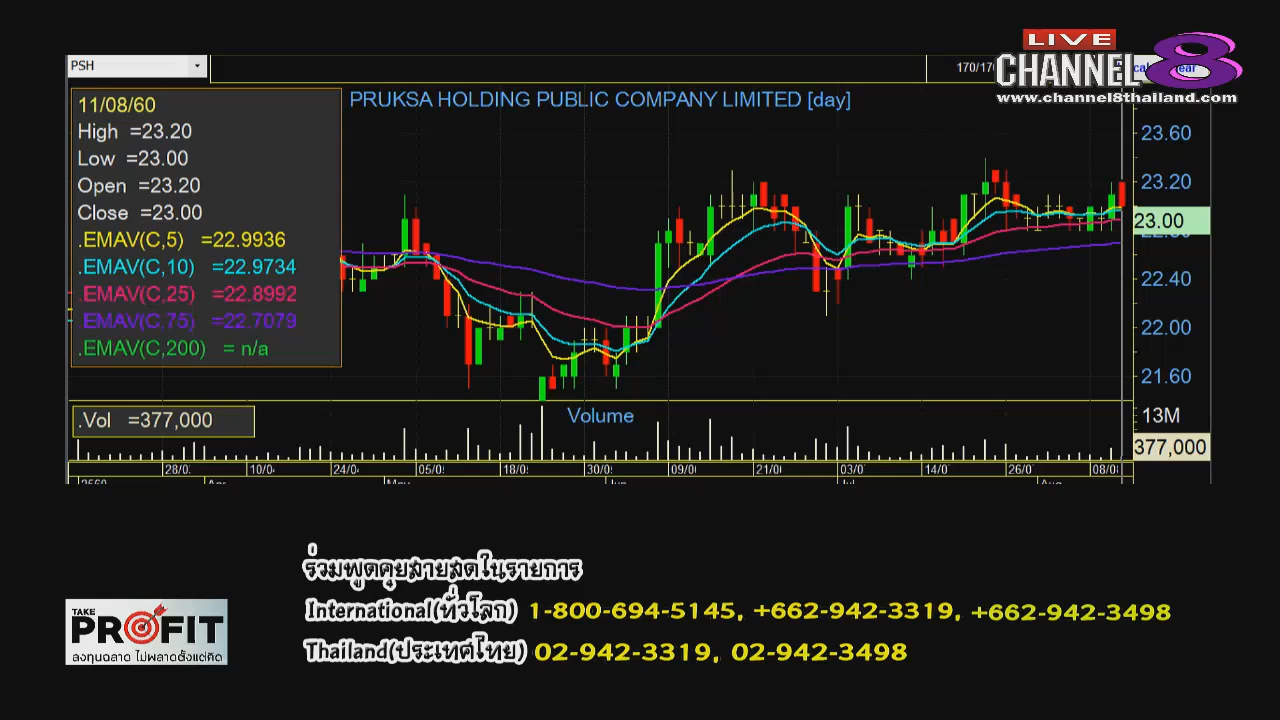 LIVE
CHANNEL 8
www.channel8thailand.com
PSH
PRUKSA HOLDING PUBLIC COMPANY LIMITED [day]
11/08/60
High =23.20
Low =23.00
Open =23.20
Close =23.00
.EMAV(C,5) =22.9936
.EMAV(C,10) =22.9734
.EMAV(C,25) =22.8992
.EMAV(C,75) =22.7079
.EMAV(C,200) = n/a
23.60
23.20
23.00
22.40
22.00
21.60
.Vol =377,000
Volume
13M
377,000
28/0 10/0 24/0 05/0 18/0 30/0 09/0 21/0 03/0 14/0 26/0 08/0
2560 Apr May Jun Jul Aug
ร่วมพูดคุยสายสดในรายการ
International(ทั่วโลก) 1-800-694-5145, +662-942-3319, +662-942-3498
Thailand(ประเทศไทย) 02-942-3319, 02-942-3498
TAKE
PROFIT
ลงทุนฉลาด ไม่พลาดตั้งแต่คิด